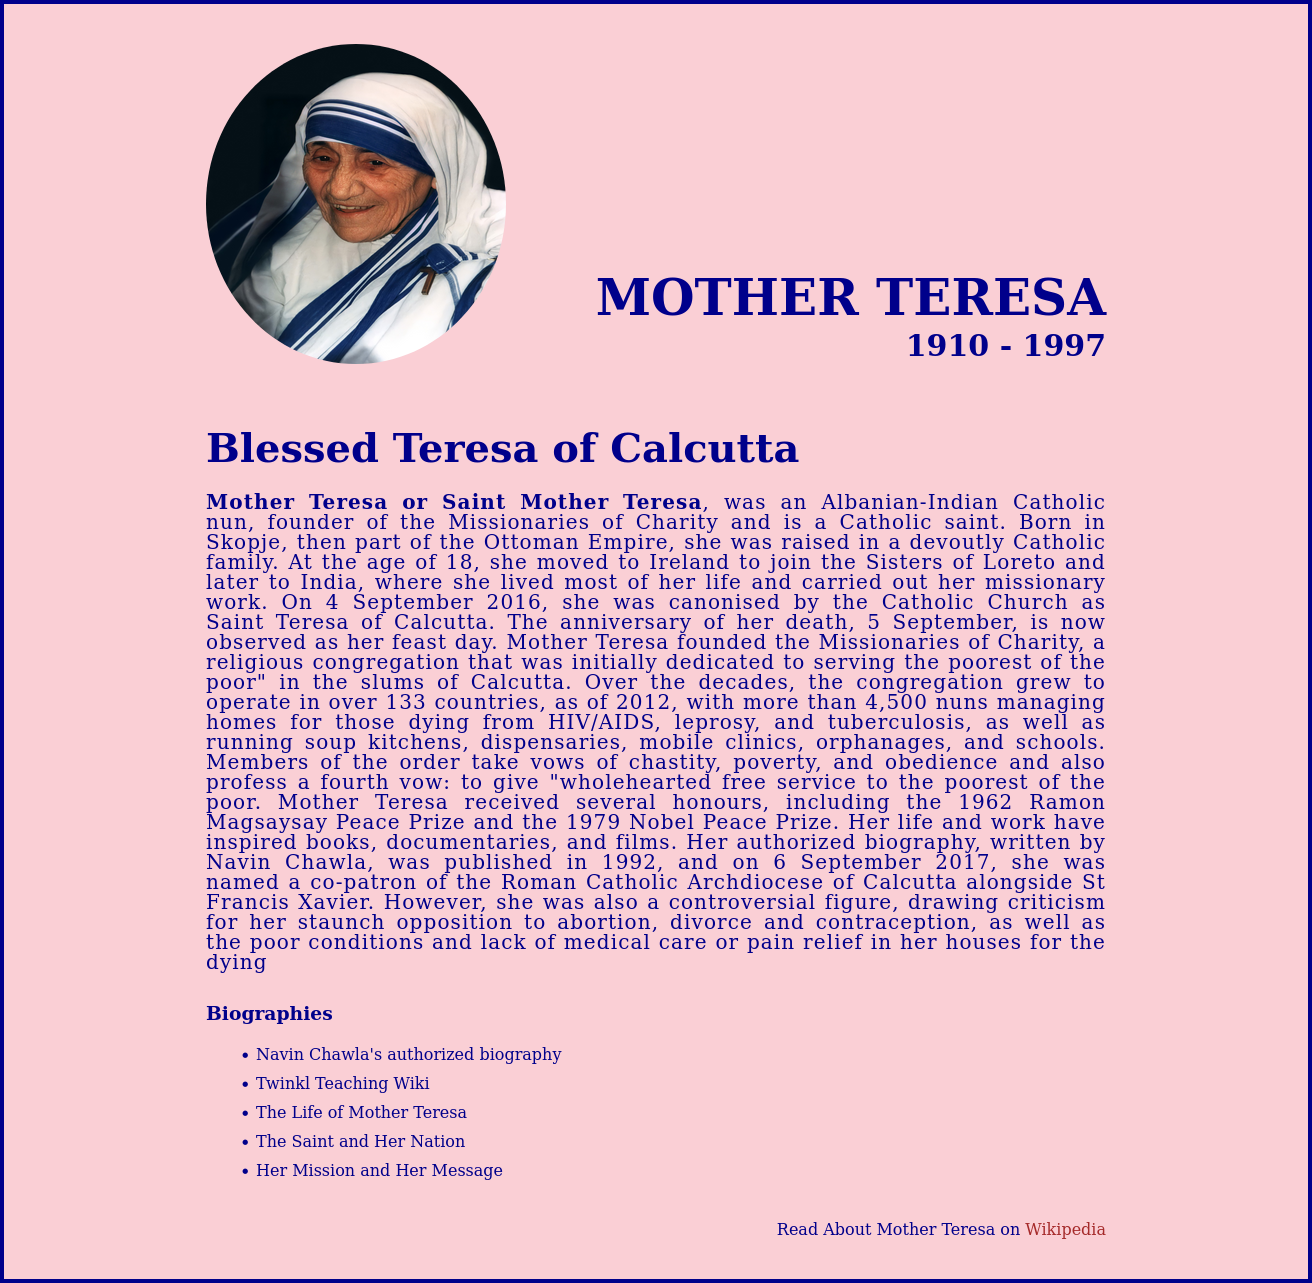 MOTHER TERESA
1910 - 1997
Blessed Teresa of Calcutta
Mother Teresa or Saint Mother Teresa, was an Albanian-Indian Catholic
nun, founder of the Missionaries of Charity and is a Catholic saint. Born in
Skopje, then part of the Ottoman Empire, she was raised in a devoutly Catholic
family. At the age of 18, she moved to Ireland to join the Sisters of Loreto and
later to India, where she lived most of her life and carried out her missionary
work. On 4 September 2016, she was canonised by the Catholic Church as
Saint Teresa of Calcutta. The anniversary of her death, 5 September, is now
observed as her feast day. Mother Teresa founded the Missionaries of Charity, a
religious congregation that was initially dedicated to serving the poorest of the
poor" in the slums of Calcutta. Over the decades, the congregation grew to
operate in over 133 countries, as of 2012, with more than 4,500 nuns managing
homes for those dying from HIV/AIDS, leprosy, and tuberculosis, as well as
running soup kitchens, dispensaries, mobile clinics, orphanages, and schools.
Members of the order take vows of chastity, poverty, and obedience and also
profess a fourth vow: to give "wholehearted free service to the poorest of the
poor. Mother Teresa received several honours, including the 1962 Ramon
Magsaysay Peace Prize and the 1979 Nobel Peace Prize. Her life and work have
inspired books, documentaries, and films. Her authorized biography, written by
Navin Chawla, was published in 1992, and on 6 September 2017, she was
named a co-patron of the Roman Catholic Archdiocese of Calcutta alongside St
Francis Xavier. However, she was also a controversial figure, drawing criticism
for her staunch opposition to abortion, divorce and contraception, as well as
the poor conditions and lack of medical care or pain relief in her houses for the
dying
Biographies
• Navin Chawla's authorized biography
• Twinkl Teaching Wiki
• The Life of Mother Teresa
• The Saint and Her Nation
• Her Mission and Her Message
Read About Mother Teresa on Wikipedia